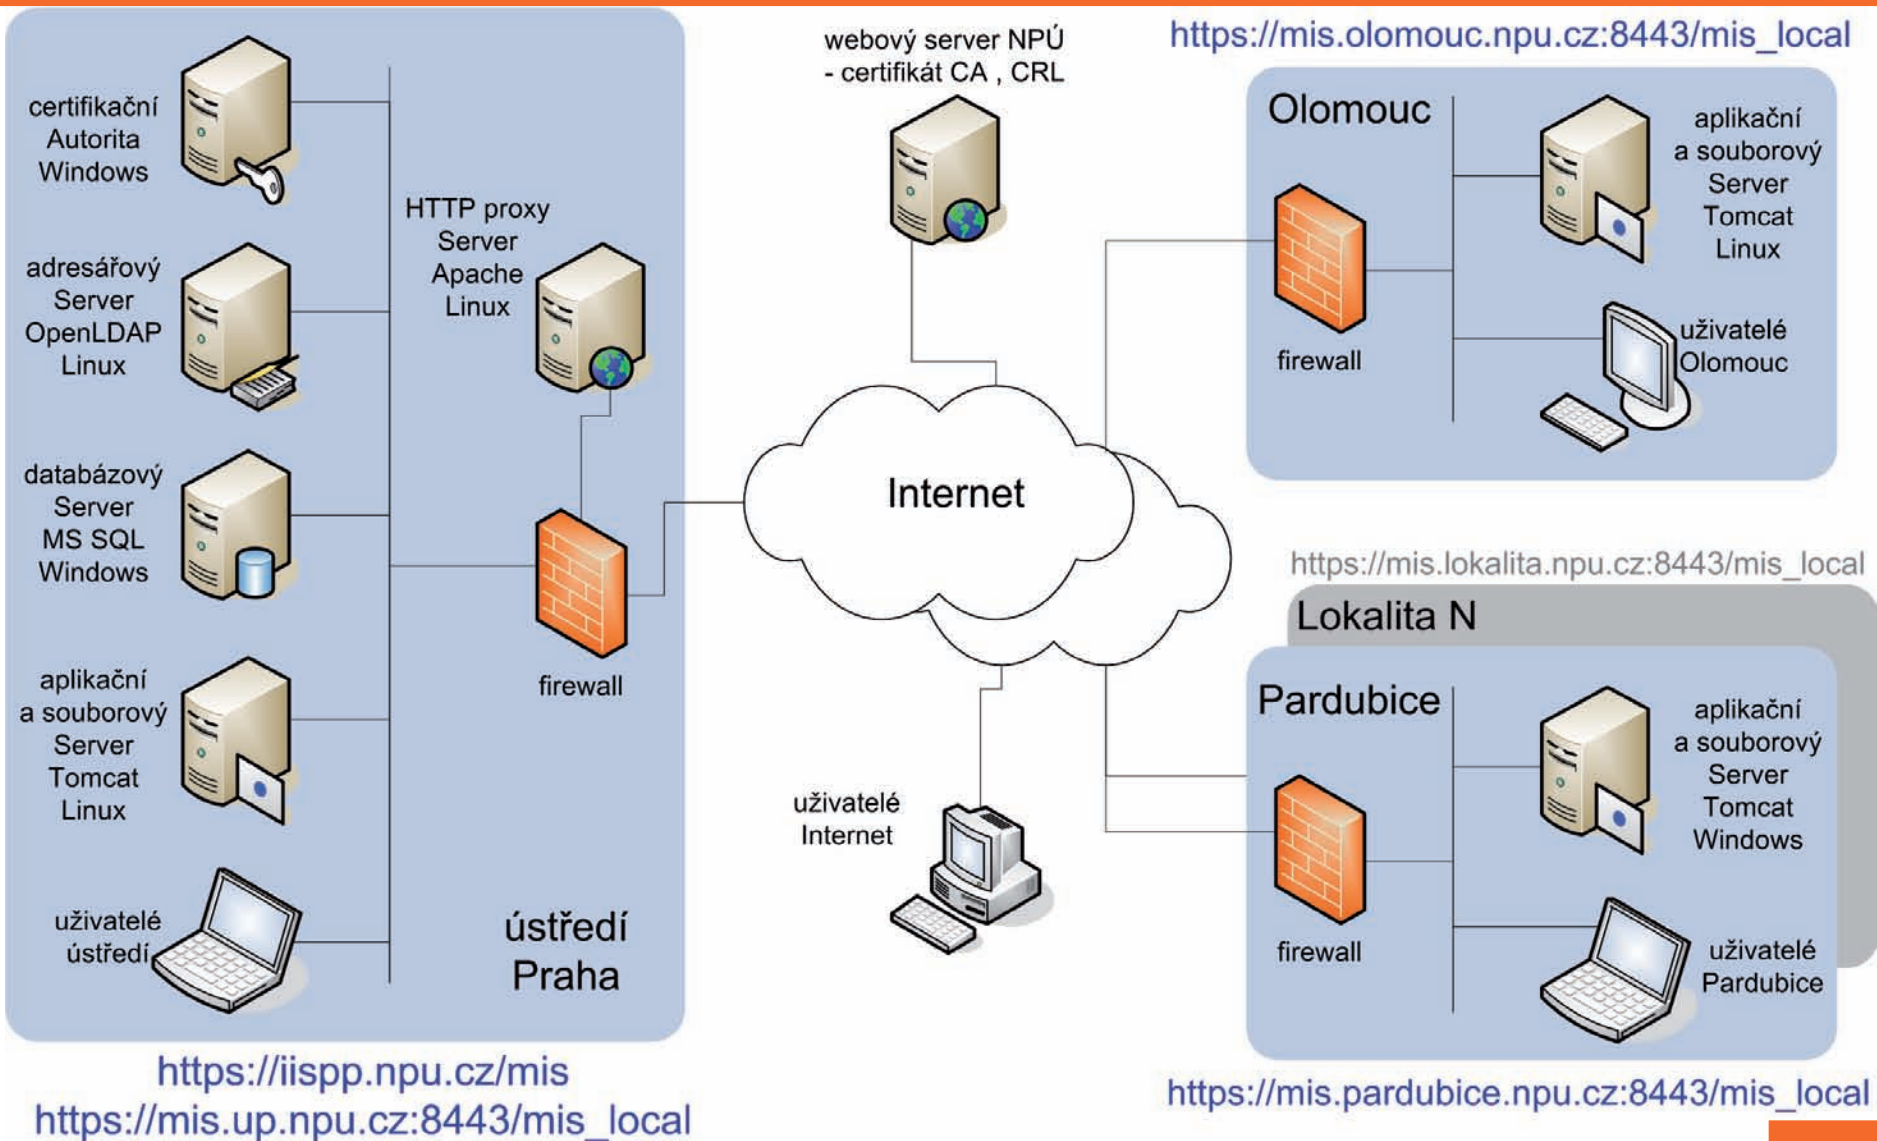 certifikační
Autorita
Windows
adresářový
Server
OpenLDAP
Linux
databázový
Server
MS SQL
Windows
aplikační
a souborový
Server
Tomcat
Linux
uživatelé
ústředí
HTTP proxy
Server
Apache
Linux
firewall
ústředí
Praha
https://iispp.npu.cz/mis
https://mis.up.npu.cz:8443/mis_local
webový server NPÚ
- certifikát CA , CRL
Internet
uživatelé
Internet
https://mis.olomouc.npu.cz:8443/mis_local
Olomouc
aplikační
a souborový
Server
Tomcat
Linux
firewall
uživatelé
Olomouc
https://mis.lokalita.npu.cz:8443/mis_local
Lokalita N
Pardubice
aplikační
a souborový
Server
Tomcat
Windows
firewall
uživatelé
Pardubice
https://mis.pardubice.npu.cz:8443/mis_local